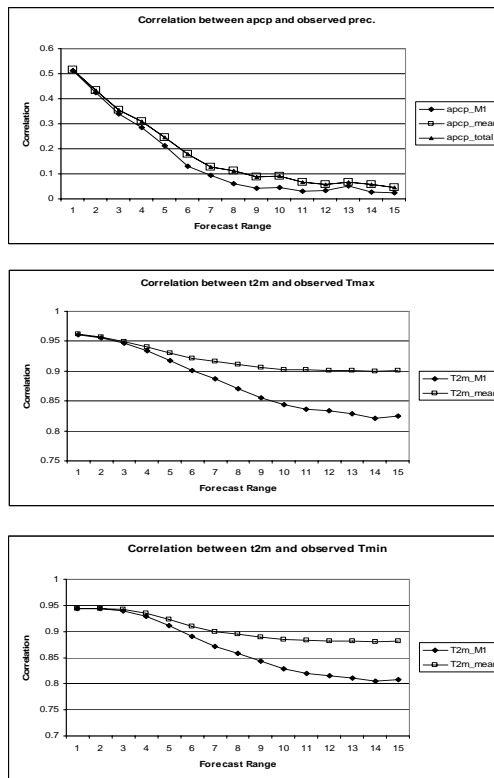 Correlation between apcp and observed prec.
0.6
0.5
0.4
0.3
0.2
0.1
0
Correlation
1 2 3 4 5 6 7 8 9 10 11 12 13 14 15
Forecast Range
apcp_M1
apcp_mean
apcp_total
Correlation between t2m and observed Tmax
1
0.95
0.9
0.85
0.8
0.75
Correlation
1 2 3 4 5 6 7 8 9 10 11 12 13 14 15
Forecast Range
T2m_M1
T2m_mean
Correlation between t2m and observed Tmin
1
0.95
0.9
0.85
0.8
0.75
0.7
Correlation
1 2 3 4 5 6 7 8 9 10 11 12 13 14 15
Forecast Range
T2m_M1
T2m_mean